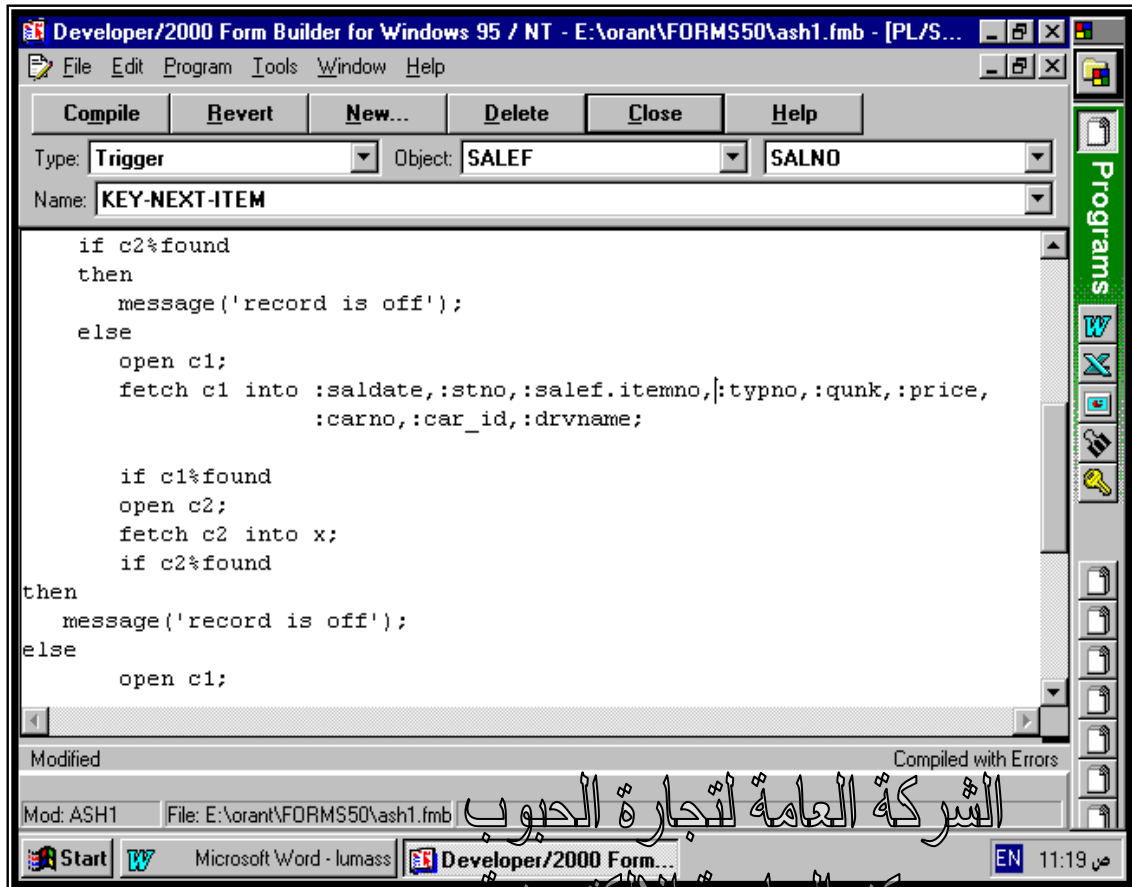 Developer/2000 Form Builder for Windows 95 / NT - E:\orant\FORMS50\ash1.fmb - [PL/S...
File Edit Program Tools Window Help
Compile Revert New... Delete Close Help
Type: Trigger Object: SALEF SALNO
Name: KEY-NEXT-ITEM
if c2%found
then
message('record is off');
else
open c1;
fetch c1 into :saldate,:stno,:salef.itemno,:typno,:qunk,:price,
:carno,:car_id,:drvname;
if c1%found
open c2;
fetch c2 into x;
if c2%found
then
message('record is off');
else
open c1;
Modified Compiled with Errors
الشركة العامة لتجارة الحبوب
Mod: ASH1 File: E:\orant\FORMS50\ash1.fmb
Start Microsoft Word - lumass Developer/2000 Form... EN 11:19 ص
Programs